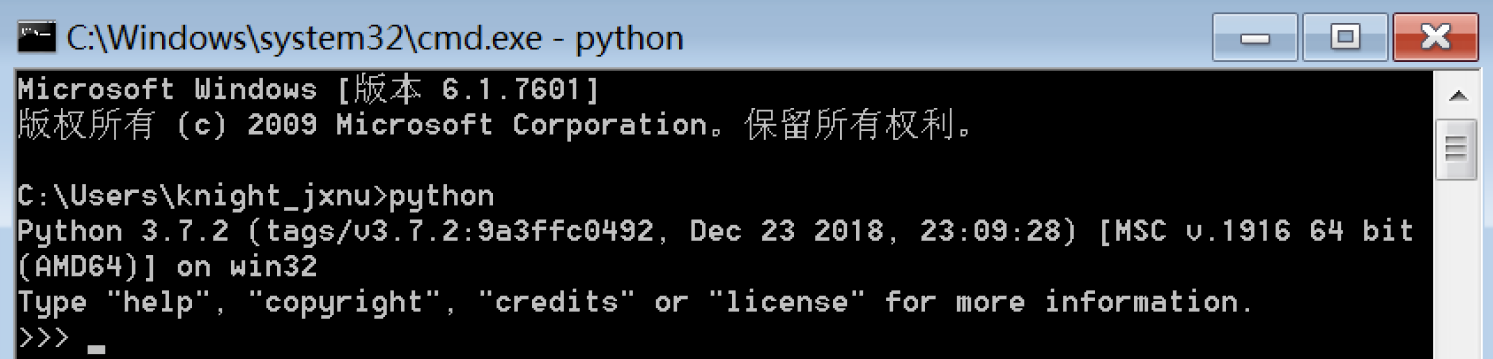 C:\Windows\system32\cmd.exe - python
Microsoft Windows [版本 6.1.7601]
版权所有 (c) 2009 Microsoft Corporation。保留所有权利。
C:\Users\knight_jxnu>python
Python 3.7.2 (tags/v3.7.2:9a3ffc0492, Dec 23 2018, 23:09:28) [MSC v.1916 64 bit
(AMD64)] on win32
Type "help", "copyright", "credits" or "license" for more information.
>>> _